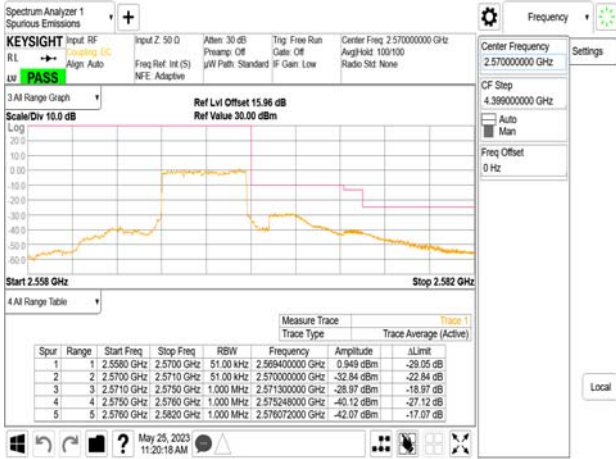 Spectrum Analyzer 1
Spurious Emissions
Frequency
KEYSIGHT Input: RF Input Z: 50 Ω Atten: 30 dB Trig: Free Run Center Freq: 2.570000000 GHz
RL Coupling: DC Preamp: Off Gate: Off Avg|Hold: 100/100
Align: Auto Freq Ref: Int (S) µW Path: Standard IF Gain: Low Radio Std: None
LVI PASS NFE: Adaptive
Center Frequency
2.570000000 GHz
Settings
CF Step
4.399000000 GHz
Auto
Man
Freq Offset
0 Hz
Local
3 All Range Graph
Ref Lvl Offset 15.96 dB
Scale/Div 10.0 dB Ref Value 30.00 dBm
Log
20.0
10.0
0.00
-10.0
-20.0
-30.0
-40.0
-50.0
-60.0
Start 2.558 GHz Stop 2.582 GHz
4 All Range Table
Measure Trace Trace 1
Trace Type Trace Average (Active)
Spur Range Start Freq Stop Freq RBW Frequency Amplitude ΔLimit
1 1 2.5580 GHz 2.5700 GHz 51.00 kHz 2.569400000 GHz 0.949 dBm -29.05 dB
2 2 2.5700 GHz 2.5710 GHz 51.00 kHz 2.570000000 GHz -32.84 dBm -22.84 dB
3 3 2.5710 GHz 2.5750 GHz 1.000 MHz 2.571300000 GHz -28.97 dBm -18.97 dB
4 4 2.5750 GHz 2.5760 GHz 1.000 MHz 2.575248000 GHz -40.12 dBm -27.12 dB
5 5 2.5760 GHz 2.5820 GHz 1.000 MHz 2.576072000 GHz -42.07 dBm -17.07 dB
May 25, 2023
11:20:18 AM